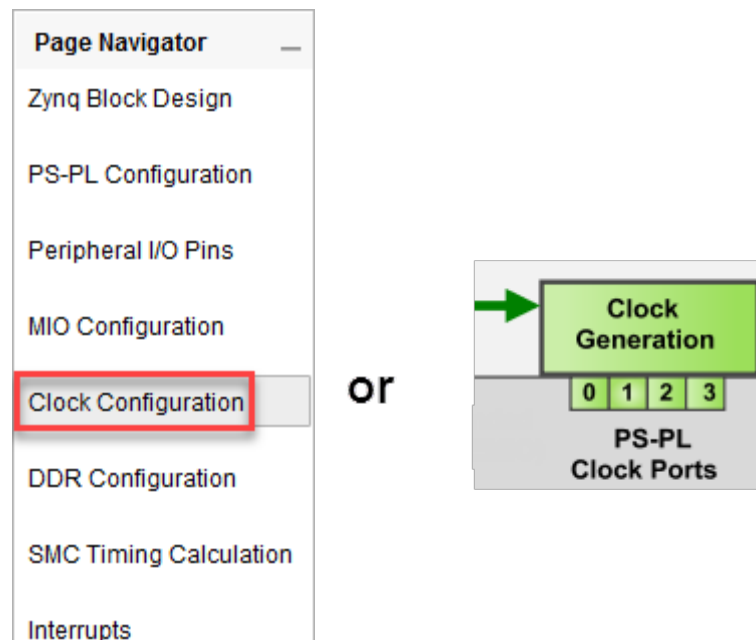 Page Navigator
Zynq Block Design
PS-PL Configuration
Peripheral I/O Pins
MIO Configuration
Clock Configuration
DDR Configuration
SMC Timing Calculation
Interrupts
or
Clock
Generation
0 1 2 3
PS-PL
Clock Ports